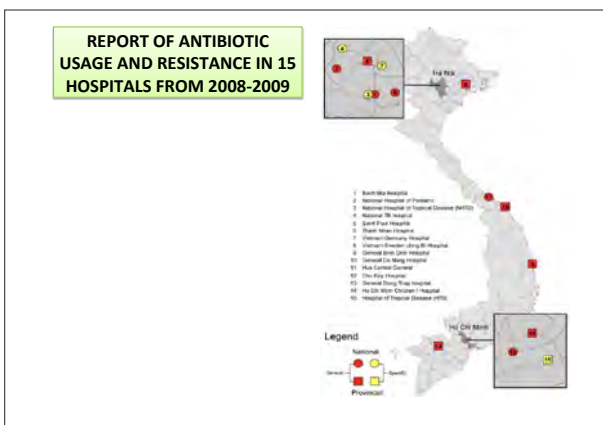 REPORT OF ANTIBIOTIC
USAGE AND RESISTANCE IN 15
HOSPITALS FROM 2008-2009
Ha Noi
1 Bach Mai Hospital
2 National Hospital of Pediatric
3 National Hospital of Tropical Disease (NHTD)
4 National TB Hospital
5 Saint Paul Hospital
6 Thanh Nhan Hospital
7 Vietnam Germany Hospital
8 Vietnam Sweden Uong Bi Hospital
9 General Binh Dinh Hospital
10 General Da Nang Hospital
11 Hue Central General
12 Cho Ray Hospital
13 General Dong Thap Hospital
14 Ho Chi Minh Children 1 Hospital
15 Hospital of Tropical Disease (HTD)
Ho Chi Minh
Legend
National
General
Provincial